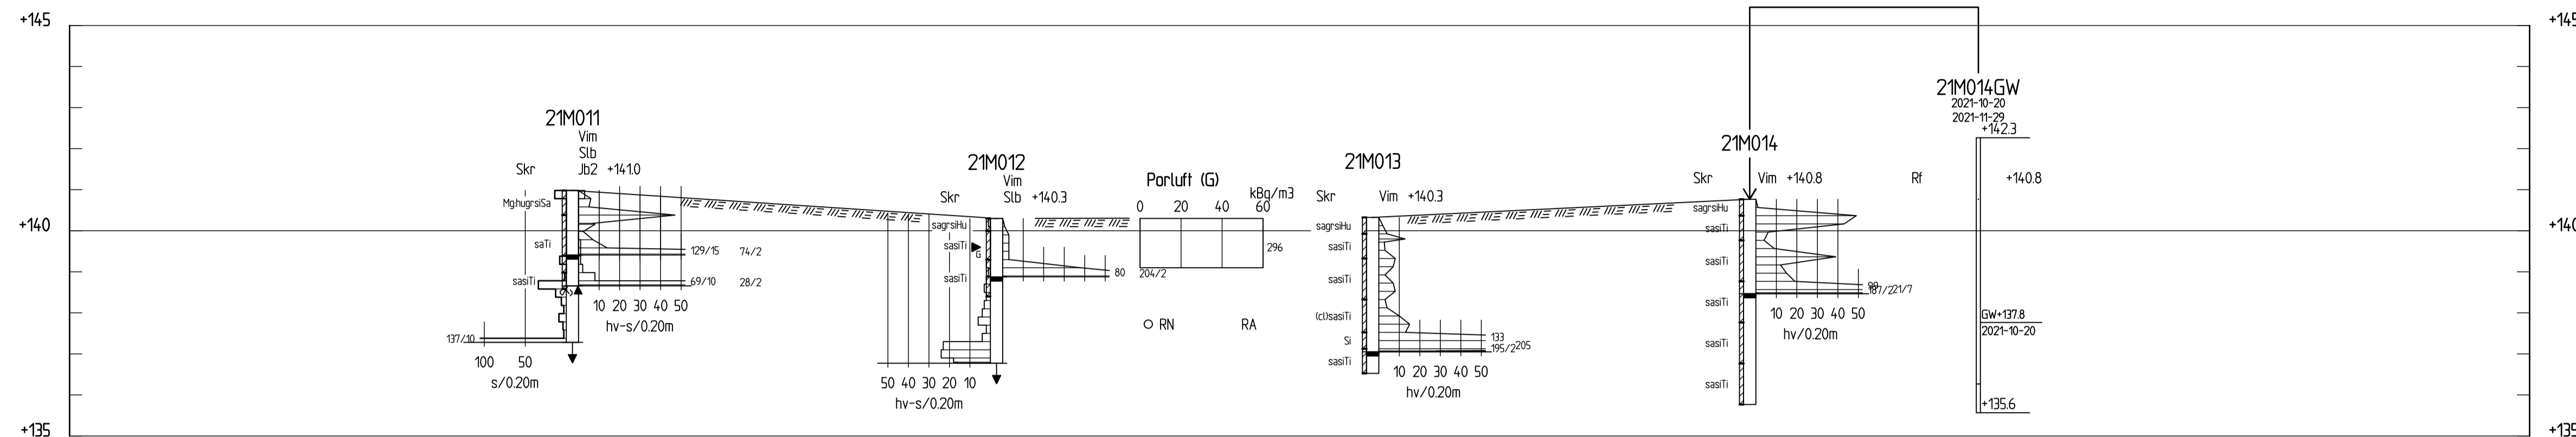 +145
+145
21M011
Vim
Slb
Skr Jb2 +141.0
Mg:hugrsiSa
saTi
sasiTi
129/15 74/2
69/10 28/2
10 20 30 40 50
hv-s/0.20m
137/10
100 50
s/0.20m
21M012
Vim
Skr Slb +140.3
sagrsiHu
sasiTi
G
sasiTi
80
50 40 30 20 10
hv-s/0.20m
Porluft (G)
kBq/m3
0 20 40 60
296
204/2
RN RA
21M013
Skr Vim +140.3
sagrsiHu
sasiTi
sasiTi
sasiTi
(cl)sasiTi
Si
sasiTi
133
195/2 205
10 20 30 40 50
hv/0.20m
21M014
Skr Vim +140.8
sagrsiHu
sasiTi
sasiTi
sasiTi
sasiTi
sasiTi
187/2 21/7
10 20 30 40 50
hv/0.20m
21M014GW
2021-10-20
2021-11-29
+142.3
Rf +140.8
GW+137.8
2021-10-20
+135.6
+140
+140
+135
+135